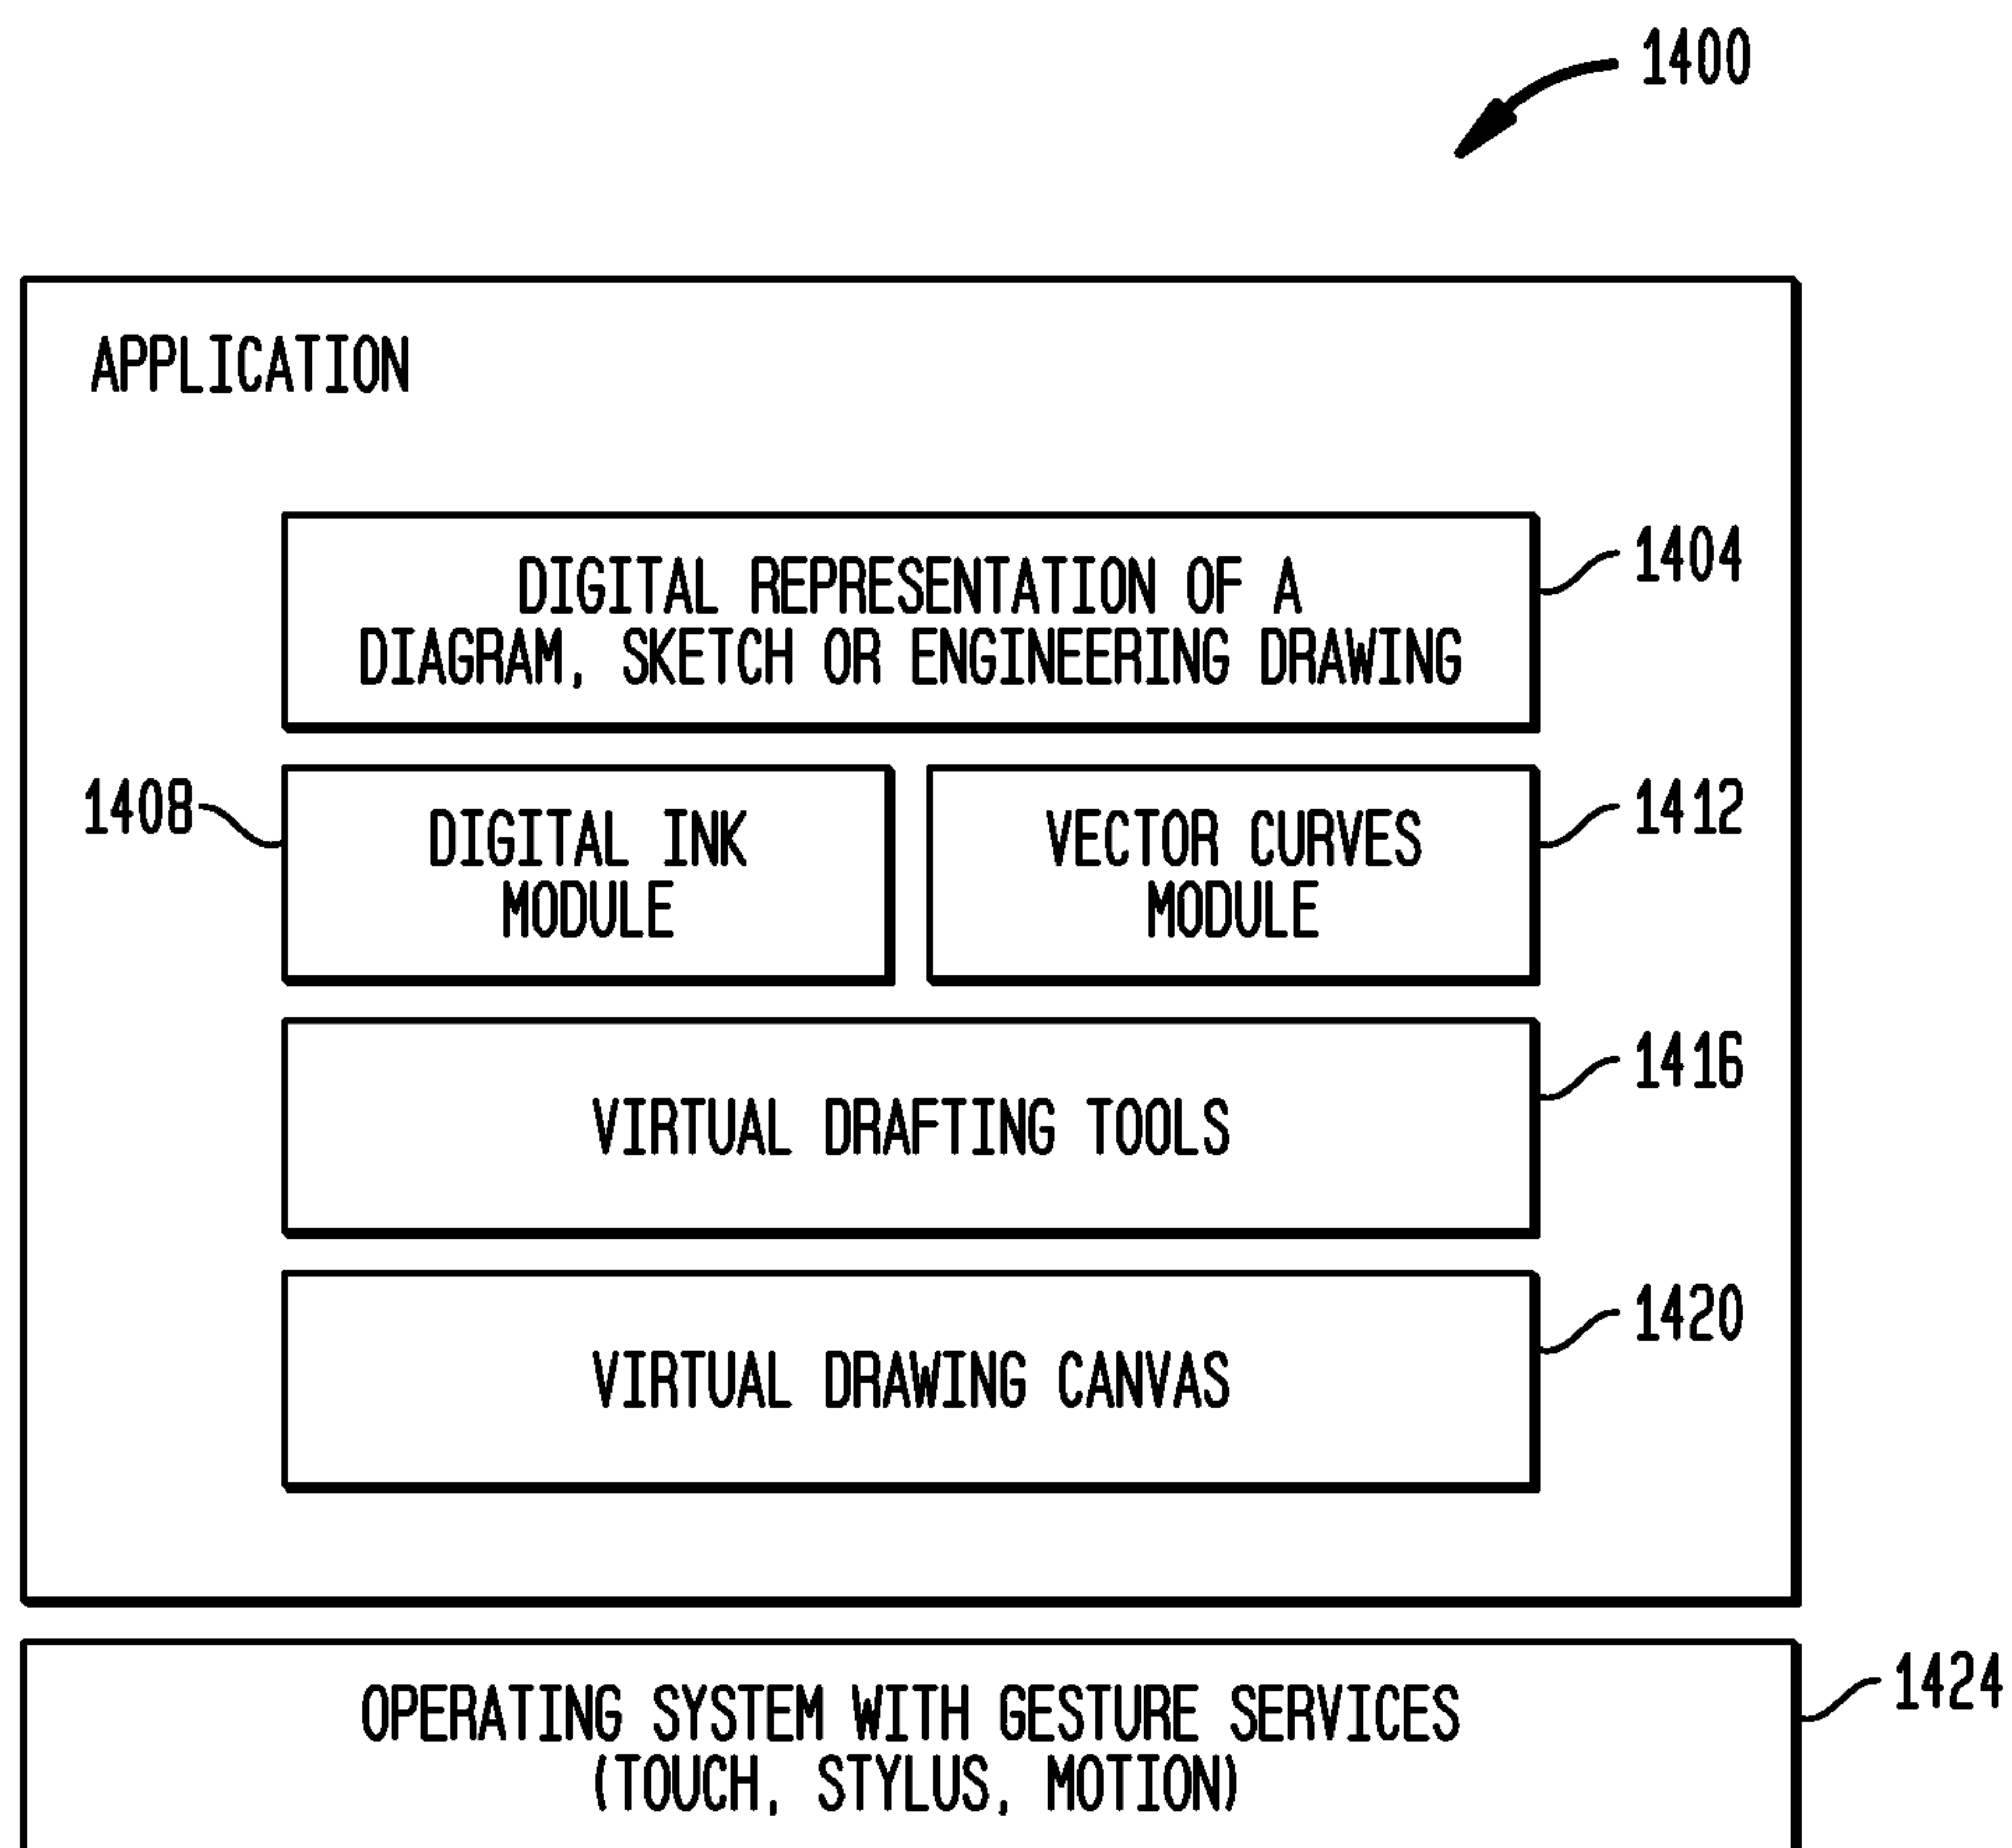 1400
APPLICATION
DIGITAL REPRESENTATION OF A
DIAGRAM, SKETCH OR ENGINEERING DRAWING
1404
1408
DIGITAL INK
MODULE
VECTOR CURVES
MODULE
1412
VIRTUAL DRAFTING TOOLS
1416
VIRTUAL DRAWING CANVAS
1420
OPERATING SYSTEM WITH GESTURE SERVICES
(TOUCH, STYLUS, MOTION)
1424